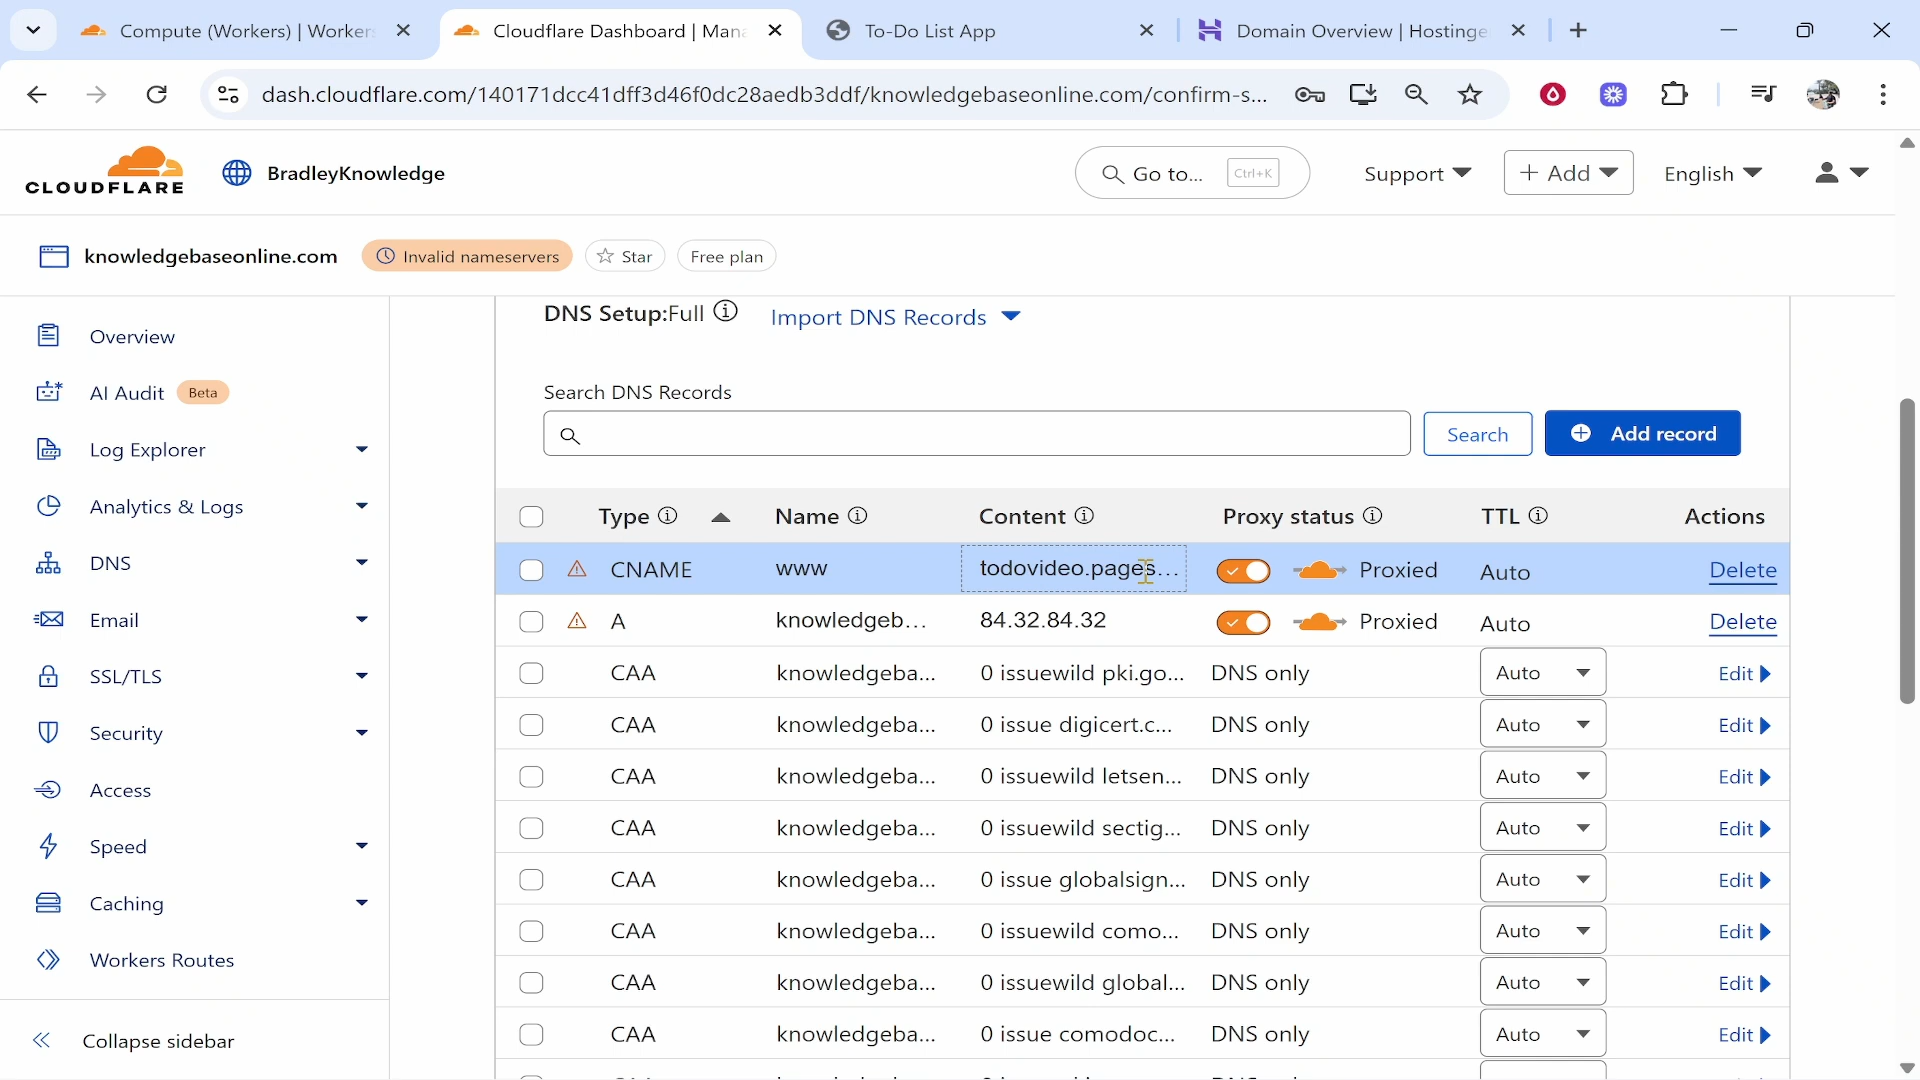 Compute (Workers) | Worker
Cloudflare Dashboard | Mana
To-Do List App
Domain Overview | Hostinge
dash.cloudflare.com/140171dcc41dff3d46f0dc28aedb3ddf/knowledgebaseonline.com/confirm-s...
CLOUDFLARE
BradleyKnowledge
Go to...
Ctrl+K
Support
+ Add
English
knowledgebaseonline.com
Invalid nameservers
Star
Free plan
Overview
AI Audit
Beta
Log Explorer
Analytics & Logs
DNS
Email
SSL/TLS
Security
Access
Speed
Caching
Workers Routes
Collapse sidebar
DNS Setup:Full
Import DNS Records
Search DNS Records
Search
Add record
Type Name Content Proxy status TTL Actions
CNAME www todovideo.pages... Proxied Auto Delete
A knowledgeb... 84.32.84.32 Proxied Auto Delete
CAA knowledgeba... 0 issuewild pki.go... DNS only Auto Edit
CAA knowledgeba... 0 issue digicert.c... DNS only Auto Edit
CAA knowledgeba... 0 issuewild letsen... DNS only Auto Edit
CAA knowledgeba... 0 issuewild sectig... DNS only Auto Edit
CAA knowledgeba... 0 issue globalsign... DNS only Auto Edit
CAA knowledgeba... 0 issuewild como... DNS only Auto Edit
CAA knowledgeba... 0 issuewild global... DNS only Auto Edit
CAA knowledgeba... 0 issue comodoc... DNS only Auto Edit